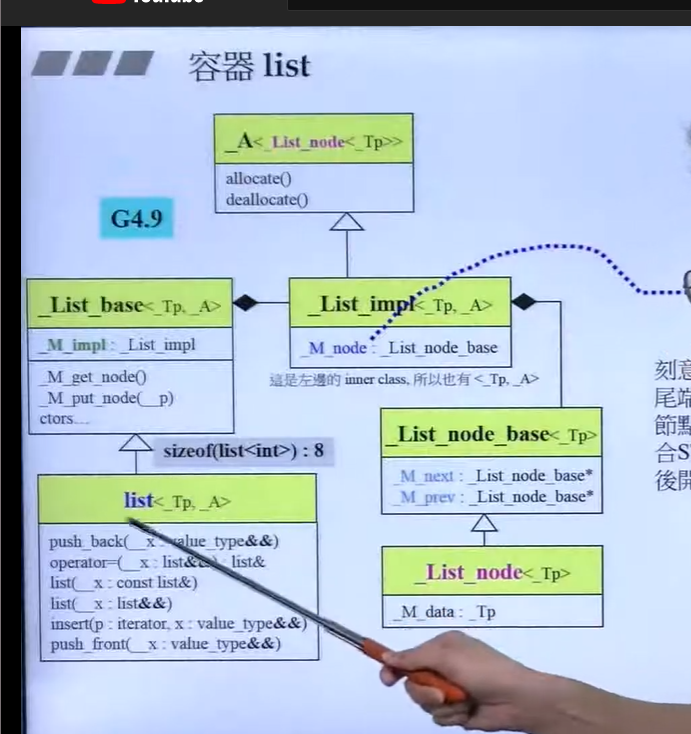 YouTube
容器 list
_A<_List_node<_Tp>>
allocate()
deallocate()
G4.9
_List_base<_Tp, _A>
_M_impl : _List_impl
_M_get_node()
_M_put_node(__p)
ctors...
_List_impl<_Tp, _A>
_M_node : _List_node_base
這是左邊的 inner class, 所以也有 <_Tp, _A>
sizeof(list<int>) : 8
_List_node_base<_Tp>
_M_next : _List_node_base*
_M_prev : _List_node_base*
list<_Tp, _A>
push_back(__x : value_type&&)
operator=(__x : list&&) : list&
list(__x : const list&)
list(__x : list&&)
insert(p : iterator, x : value_type&&)
push_front(__x : value_type&&)
_List_node<_Tp>
_M_data : _Tp
刻意
尾端
節點
合S
後開